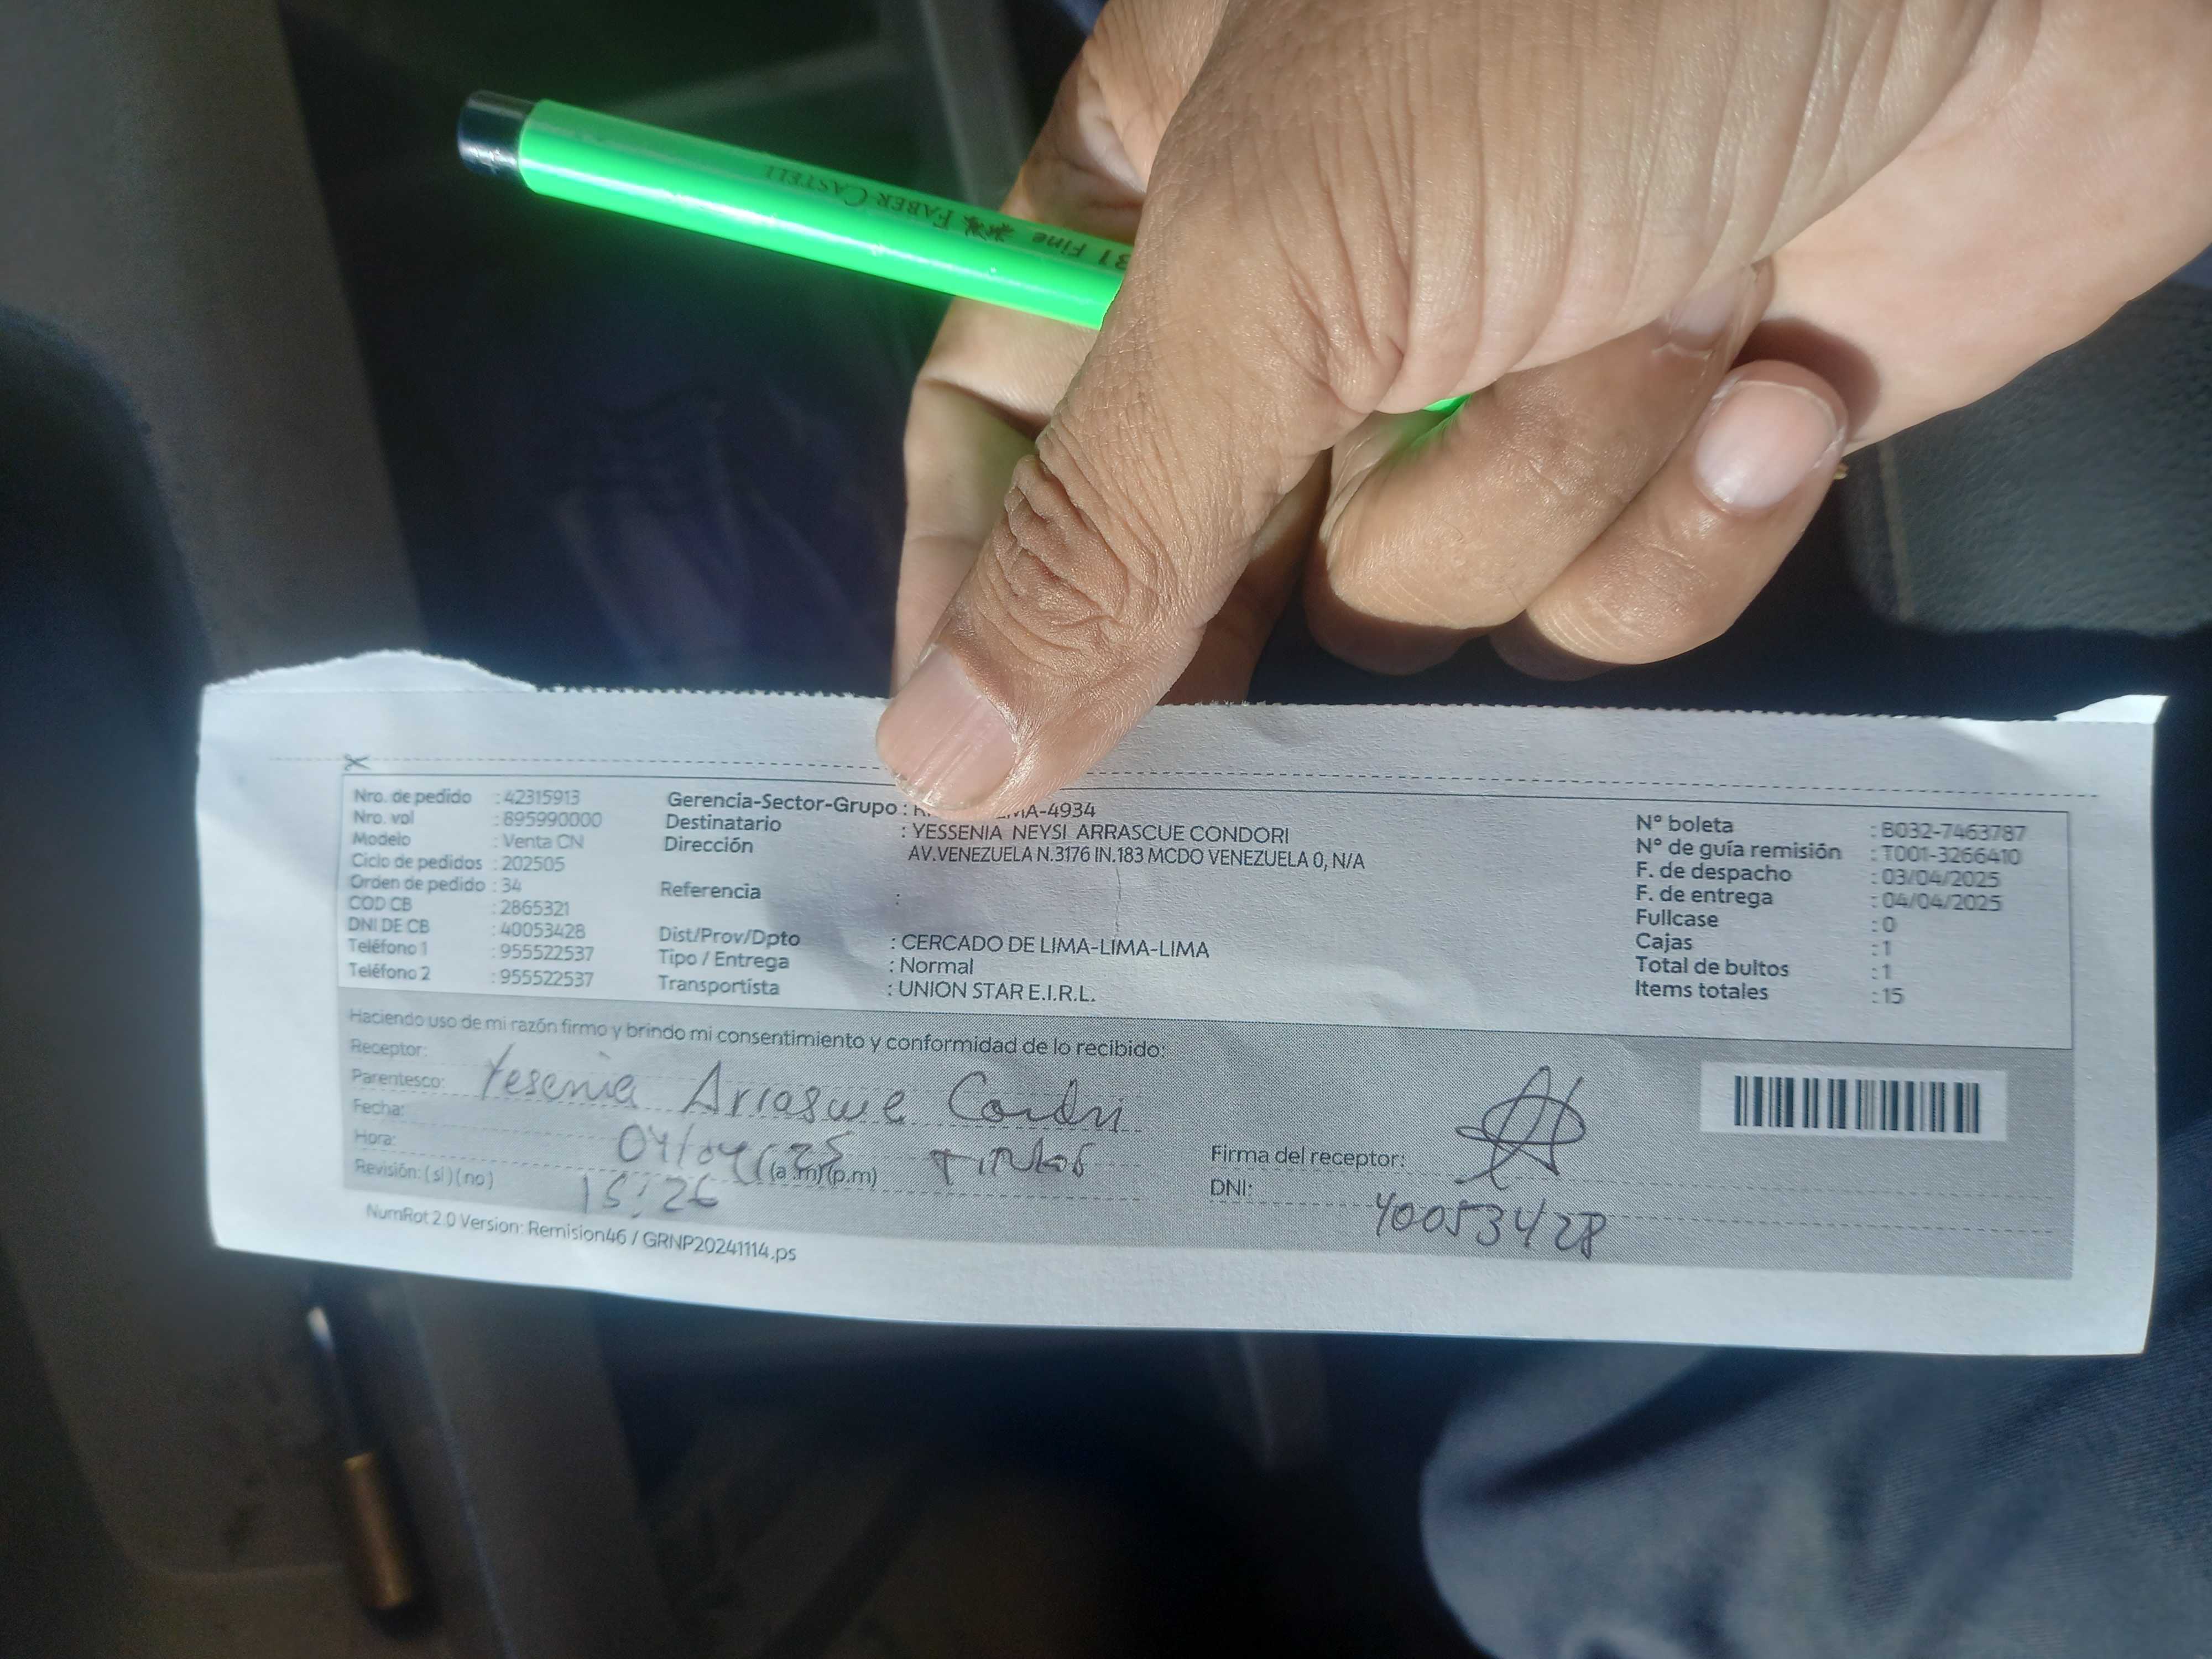 31 Fine FABER-CASTELL
Nro. de pedido : 42315913
Nro. vol : 895990000
Modelo : Venta CN
Ciclo de pedidos : 202505
Orden de pedido : 34
COD CB : 2865321
DNI DE CB : 40053428
Teléfono 1 : 955522537
Teléfono 2 : 955522537
Gerencia-Sector-Grupo : MA-4934
Destinatario : YESSENIA NEYSI ARRASCUE CONDORI
Dirección AV.VENEZUELA N.3176 IN.183 MCDO VENEZUELA 0, N/A
Referencia :
Dist/Prov/Dpto : CERCADO DE LIMA-LIMA-LIMA
Tipo / Entrega : Normal
Transportista : UNION STAR E.I.R.L.
N° boleta : B032-7463787
N° de guía remisión : T001-3266410
F. de despacho : 03/04/2025
F. de entrega : 04/04/2025
Fullcase : 0
Cajas : 1
Total de bultos : 1
Items totales : 15
Haciendo uso de mi razón firmo y brindo mi consentimiento y conformidad de lo recibido:
Receptor:
Parentesco: Yesenia Arrascue Condri
Fecha:
Hora: 04/04/25 (a.m)(p.m)
Revisión: (si) (no) 15:26
Firma del receptor:
DNI: 40053428
NumRot 2.0 Version: Remision46 / GRNP20241114.ps